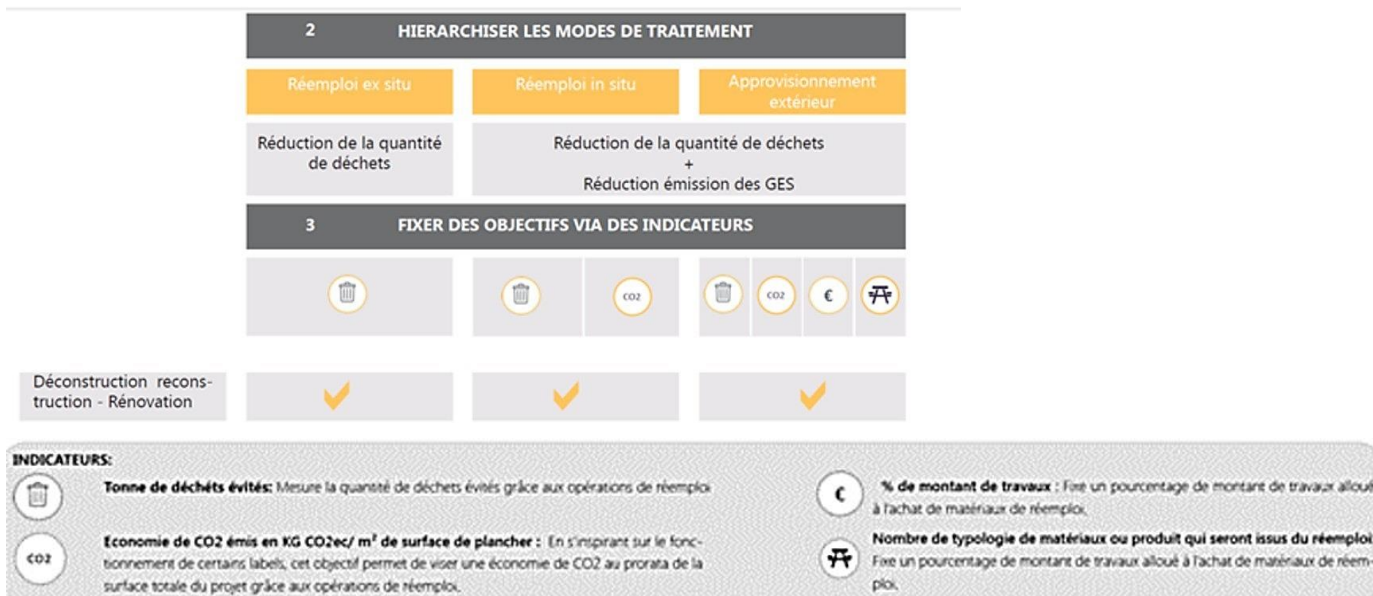 2 HIERARCHISER LES MODES DE TRAITEMENT
Réemploi ex situ
Réemploi in situ
Approvisionnement
extérieur
Réduction de la quantité
de déchets
Réduction de la quantité de déchets
+
Réduction émission des GES
3 FIXER DES OBJECTIFS VIA DES INDICATEURS
CO2
CO2
€
Déconstruction recons-
truction - Rénovation
INDICATEURS:
Tonne de déchéts évités: Mesure la quantité de déchets évités grâce aux opérations de réemploi
CO2
Economie de CO2 émis en KG CO2ec/ m² de surface de plancher : En s'inspirant sur le fonc-
tionnement de certains labels, cet objectif permet de viser une économie de CO2 au prorata de la
surface totale du projet grâce aux opérations de réemploi.
€
% de montant de travaux : Fixe un pourcentage de montant de travaux alloué
à l'achat de matériaux de réemploi.
Nombre de typologie de matériaux ou produit qui seront issus du réemploi
Fixe un pourcentage de montant de travaux alloué à l'achat de matériaux de réem-
ploi.